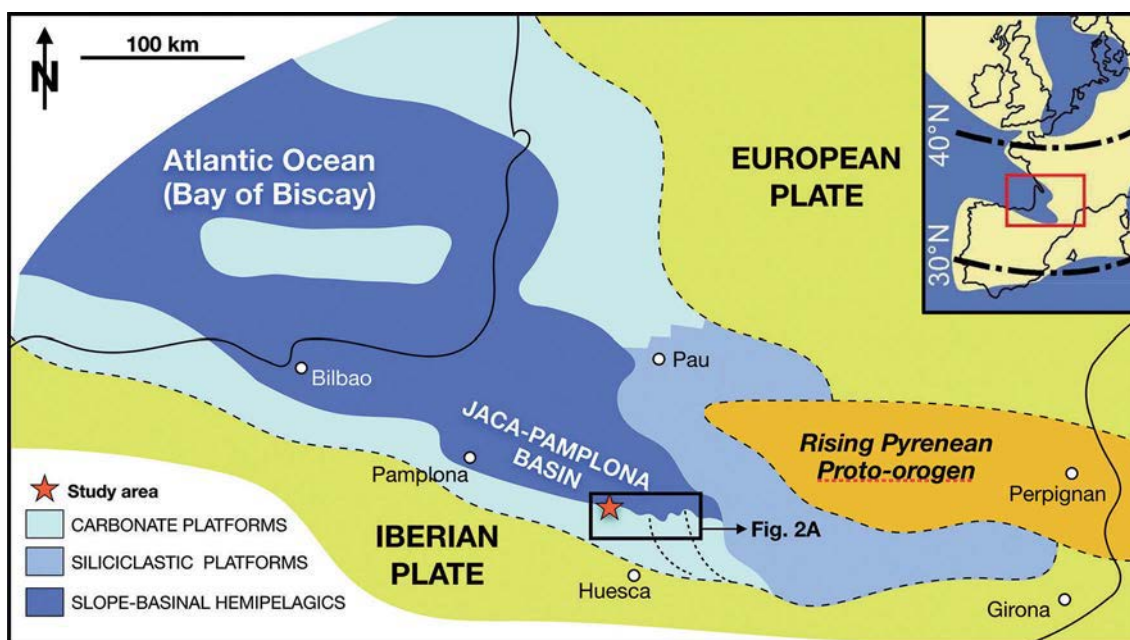 N
100 km
Atlantic Ocean
(Bay of Biscay)
EUROPEAN
PLATE
40°N
30°N
Bilbao
Pau
JACA-PAMPLONA
BASIN
Pamplona
Rising Pyrenean
Proto-orogen
Perpignan
Study area
CARBONATE PLATFORMS
SILICICLASTIC PLATFORMS
SLOPE-BASINAL HEMIPELAGICS
IBERIAN
PLATE
Fig. 2A
Huesca
Girona